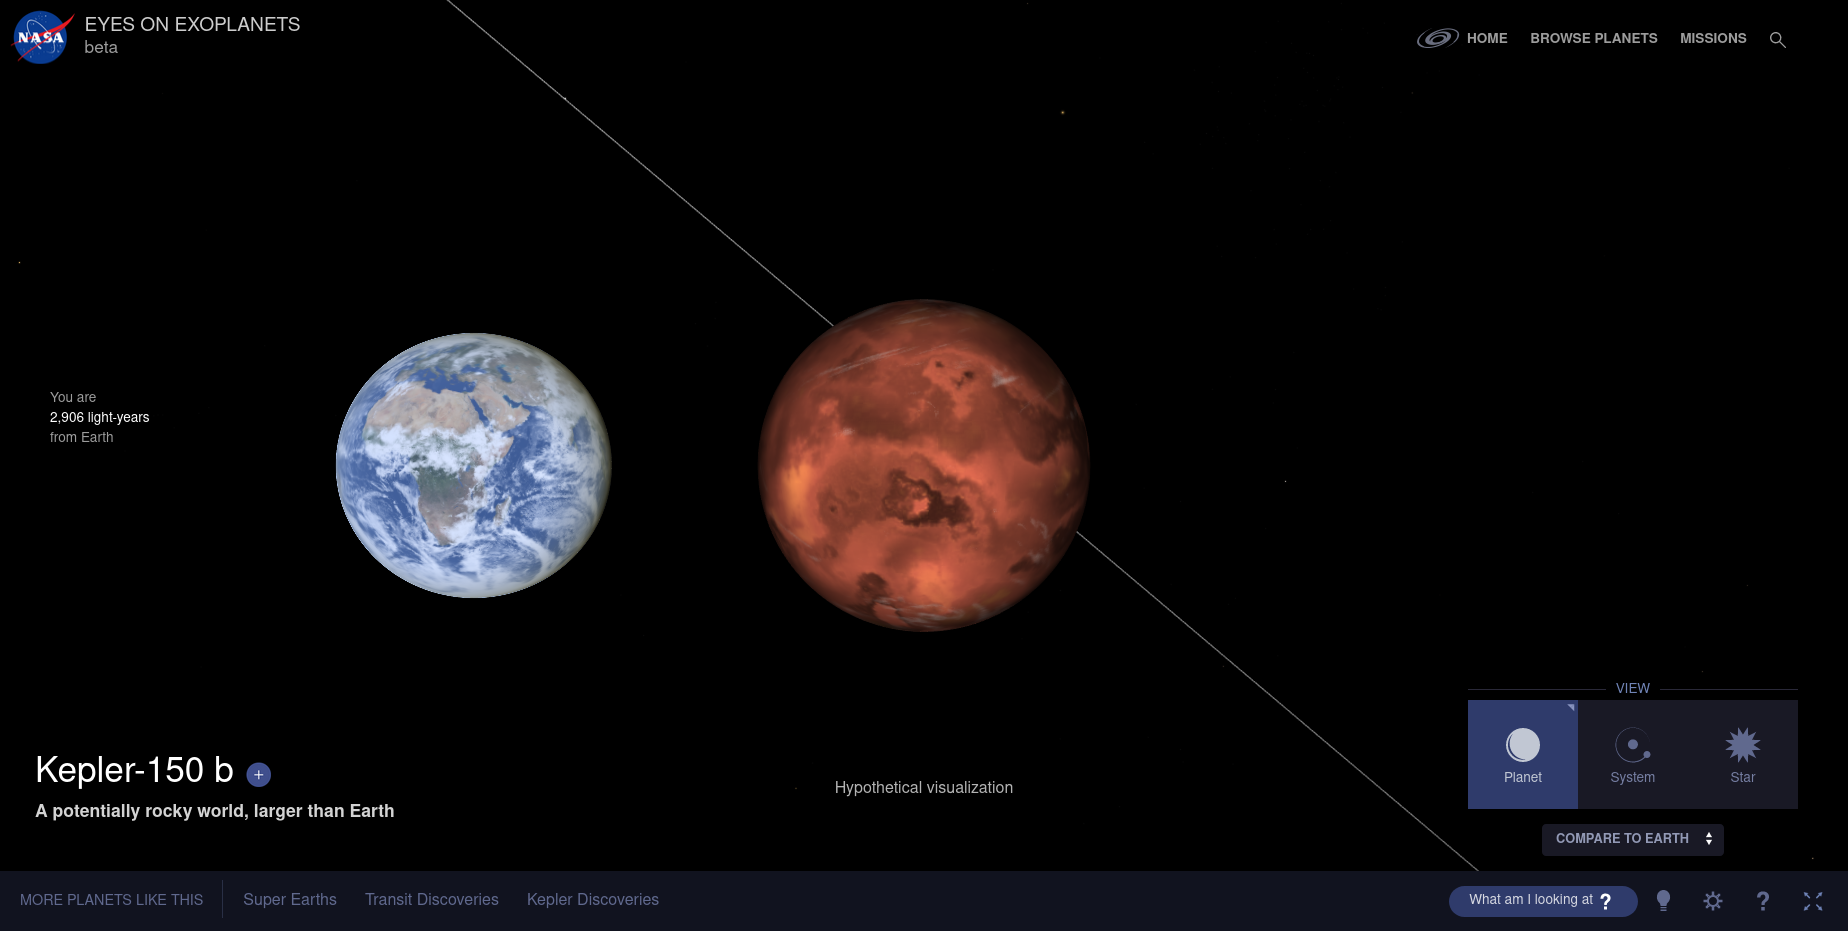 NASA
EYES ON EXOPLANETS
beta
HOME
BROWSE PLANETS
MISSIONS
You are
2,906 light-years
from Earth
Kepler-150 b +
A potentially rocky world, larger than Earth
Hypothetical visualization
VIEW
Planet
System
Star
COMPARE TO EARTH
MORE PLANETS LIKE THIS
Super Earths
Transit Discoveries
Kepler Discoveries
What am I looking at ?
?